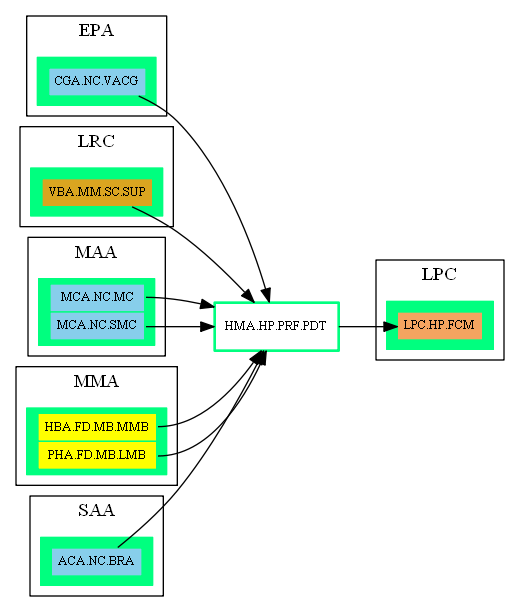 EPA
CGA.NC.VACG
LRC
VBA.MM.SC.SUP
MAA
MCA.NC.MC
MCA.NC.SMC
MMA
HBA.FD.MB.MMB
PHA.FD.MB.LMB
SAA
ACA.NC.BRA
HMA.HP.PRF.PDT
LPC
LPC.HP.FCM